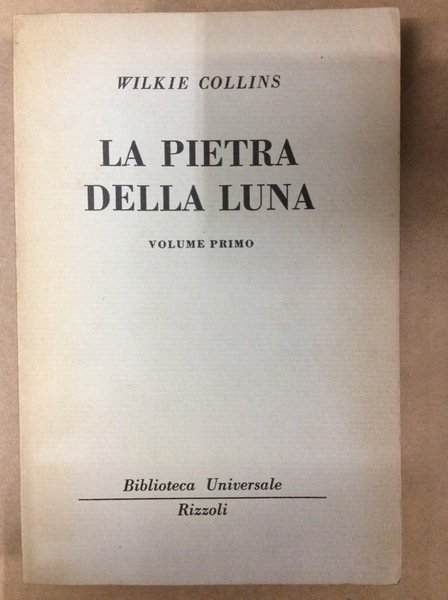 WILKIE COLLINS
LA PIETRA
DELLA LUNA
VOLUME PRIMO
Biblioteca Universale
Rizzoli